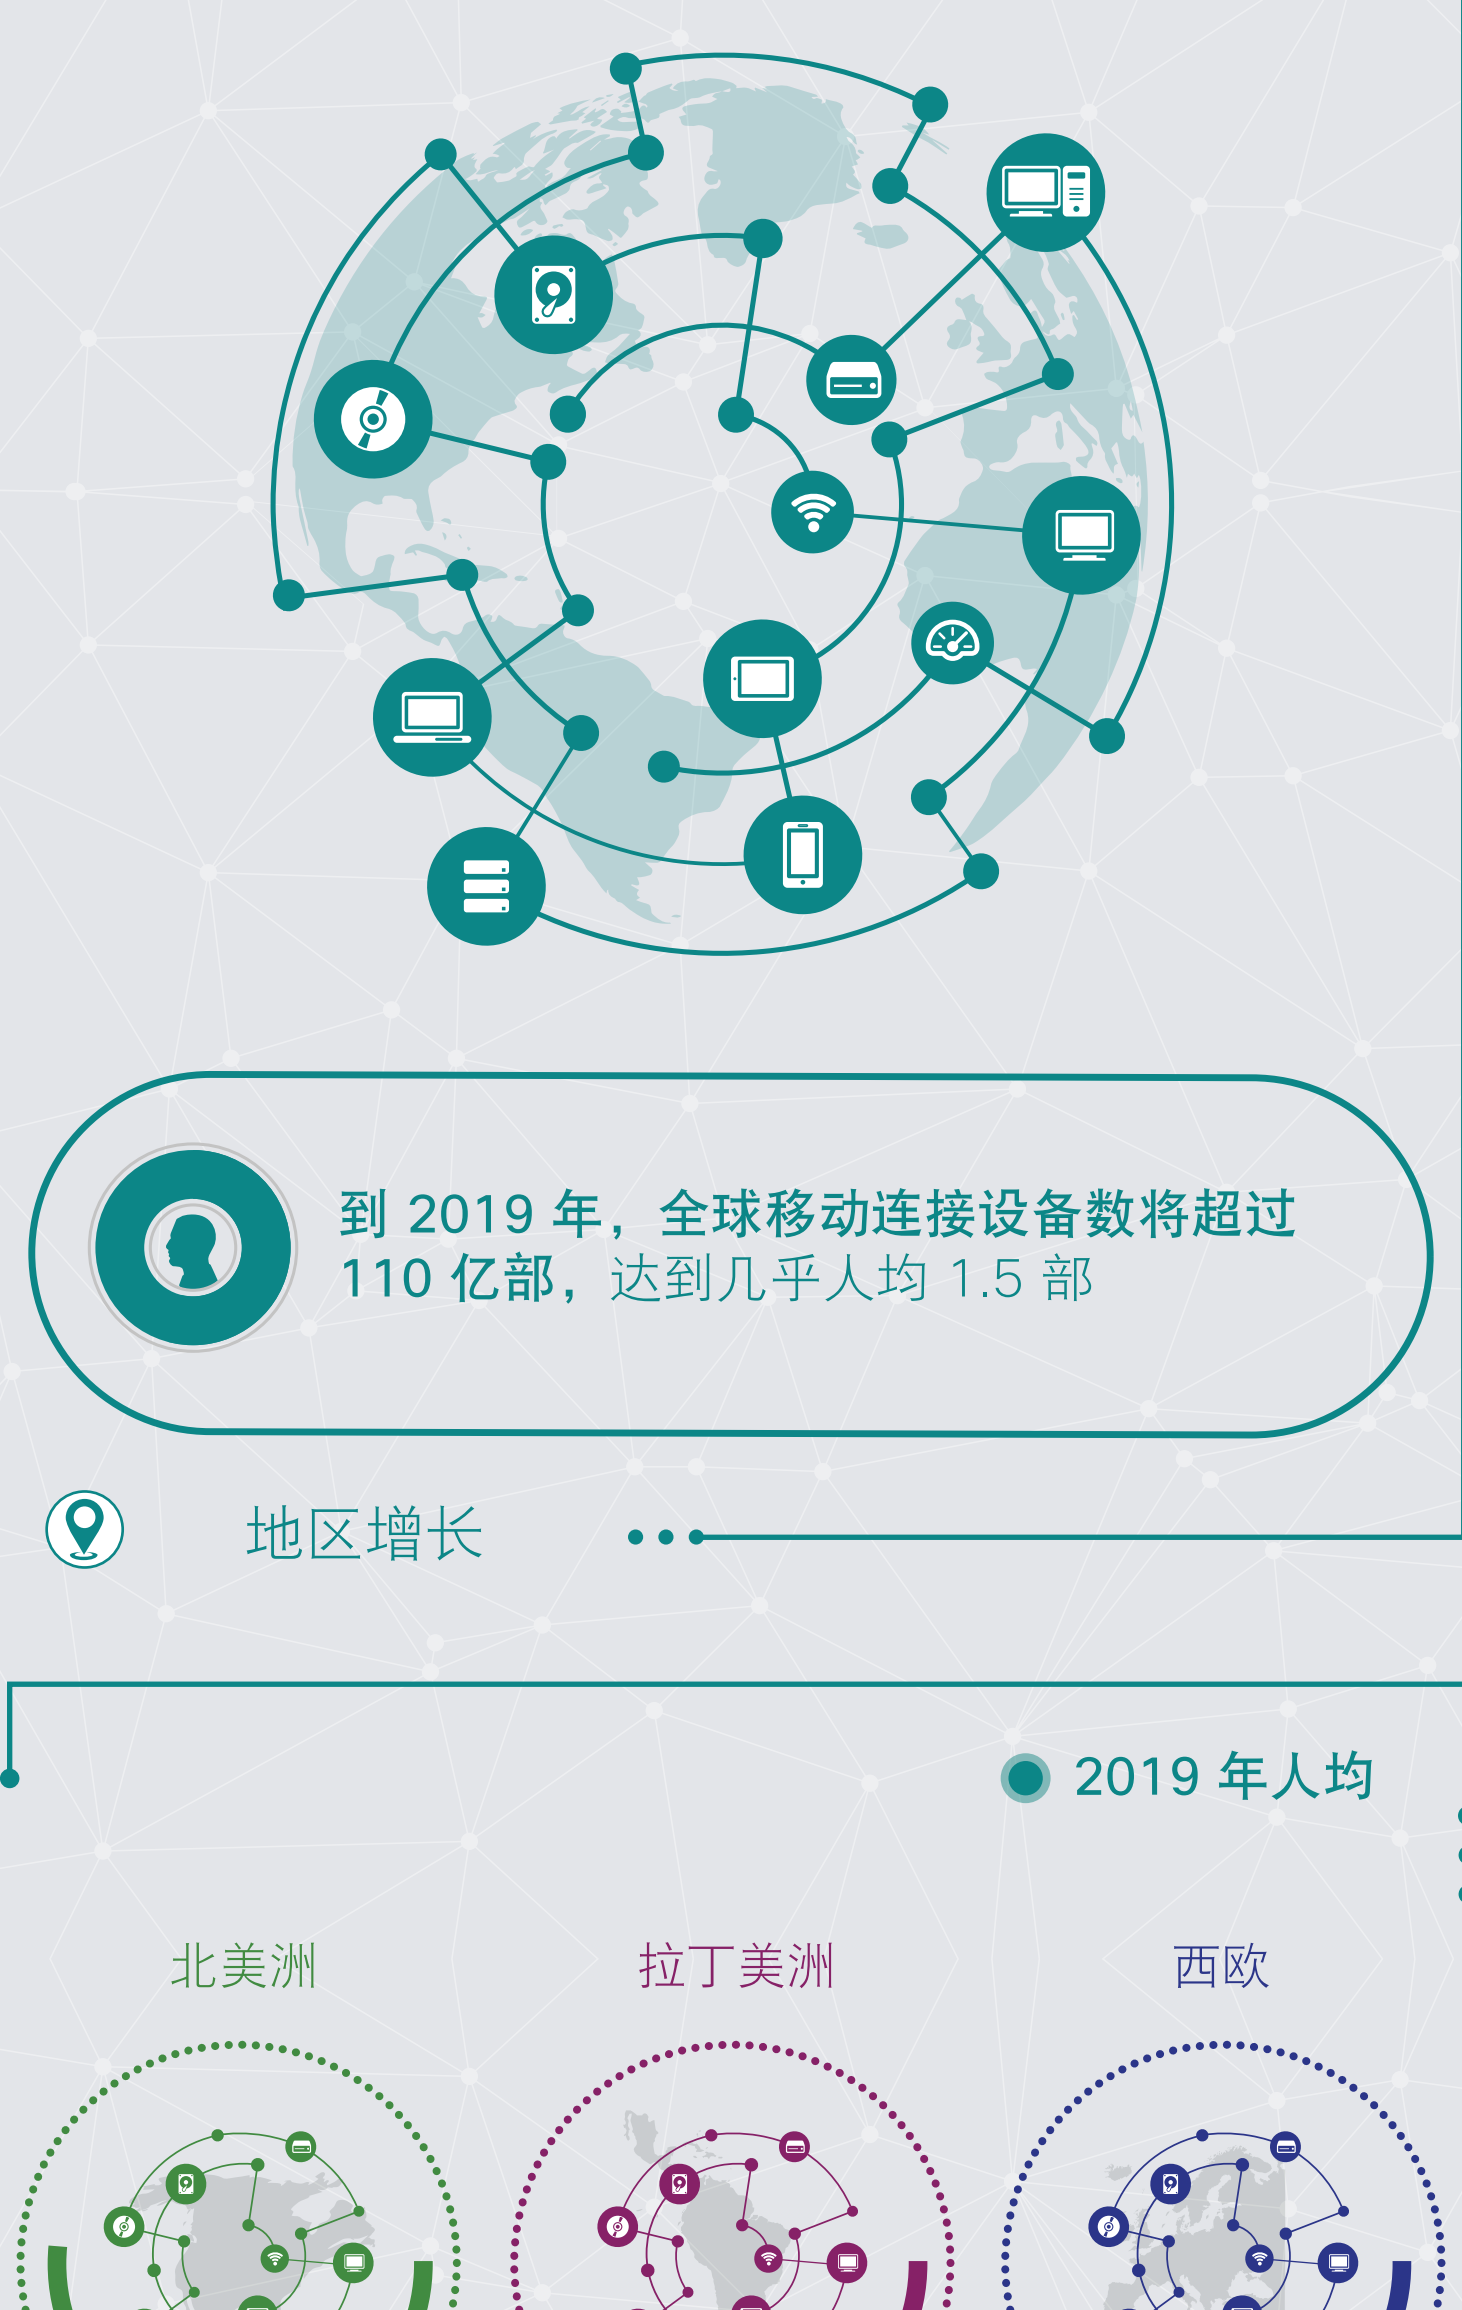 到 2019 年，全球移动连接设备数将超过
110 亿部，达到几乎人均 1.5 部
地区增长
2019 年人均
北美洲
拉丁美洲
西欧